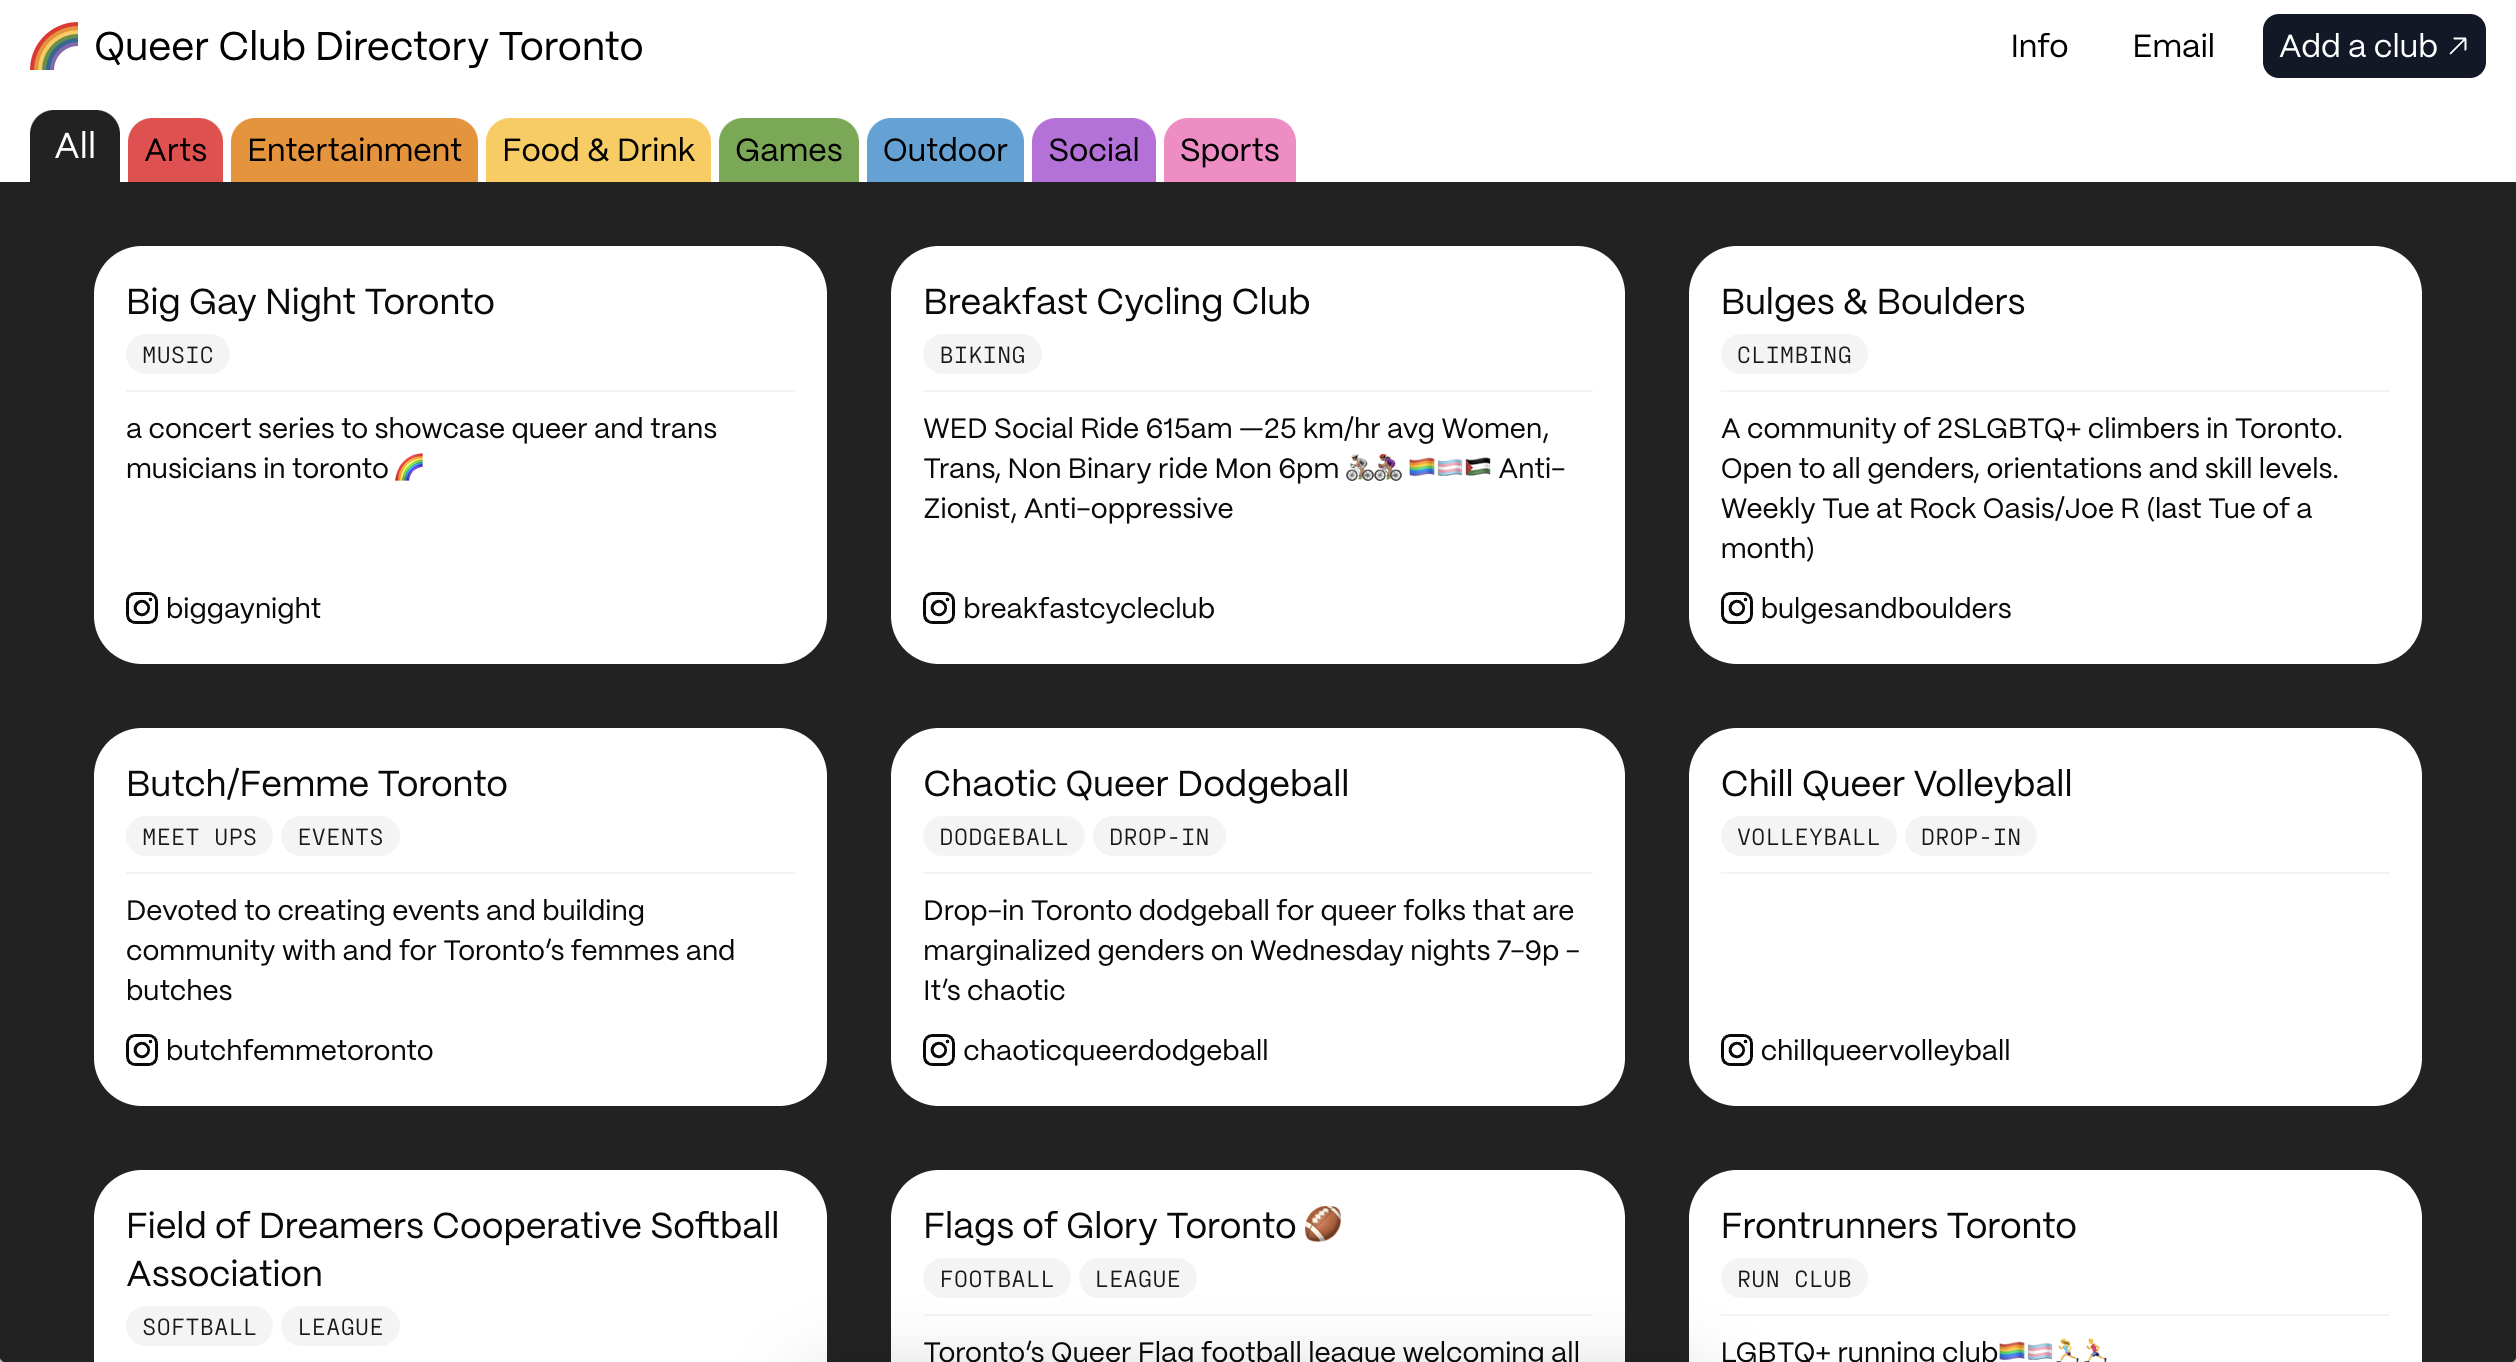 Queer Club Directory Toronto
Info
Email
Add a club ↗
All
Arts
Entertainment
Food & Drink
Games
Outdoor
Social
Sports
Big Gay Night Toronto
MUSIC
a concert series to showcase queer and trans
musicians in toronto 🌈
biggaynight
Breakfast Cycling Club
BIKING
WED Social Ride 615am —25 km/hr avg Women,
Trans, Non Binary ride Mon 6pm 🚴🏼🚴🏾‍♀️ 🏳️‍🌈🏳️‍⚧️🇵🇸 Anti-
Zionist, Anti-oppressive
breakfastcycleclub
Bulges & Boulders
CLIMBING
A community of 2SLGBTQ+ climbers in Toronto.
Open to all genders, orientations and skill levels.
Weekly Tue at Rock Oasis/Joe R (last Tue of a
month)
bulgesandboulders
Butch/Femme Toronto
MEET UPS
EVENTS
Devoted to creating events and building
community with and for Toronto’s femmes and
butches
butchfemmetoronto
Chaotic Queer Dodgeball
DODGEBALL
DROP-IN
Drop-in Toronto dodgeball for queer folks that are
marginalized genders on Wednesday nights 7-9p -
It’s chaotic
chaoticqueerdodgeball
Chill Queer Volleyball
VOLLEYBALL
DROP-IN
chillqueervolleyball
Field of Dreamers Cooperative Softball
Association
SOFTBALL
LEAGUE
Flags of Glory Toronto 🏈
FOOTBALL
LEAGUE
Toronto’s Queer Flag football league welcoming all
Frontrunners Toronto
RUN CLUB
LGBTQ+ running club🏳️‍🌈🏳️‍⚧️🏃‍♀️🏃